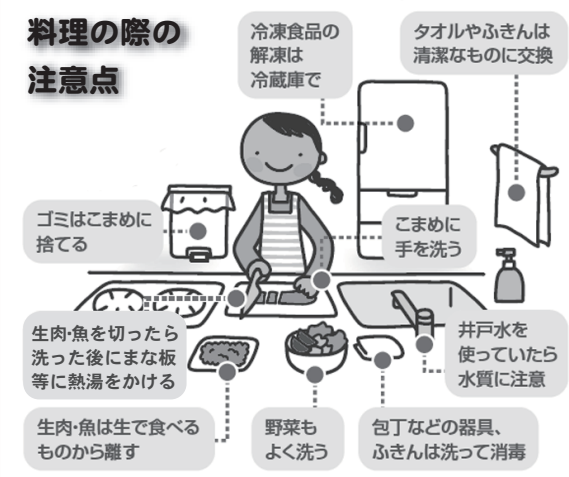 料理の際の
注意点
冷凍食品の
解凍は
冷蔵庫で
タオルやふきんは
清潔なものに交換
ゴミはこまめに
捨てる
こまめに
手を洗う
生肉・魚を切ったら
洗った後にまな板
等に熱湯をかける
井戸水を
使っていたら
水質に注意
生肉・魚は生で食べる
ものから離す
野菜も
よく洗う
包丁などの器具、
ふきんは洗って消毒